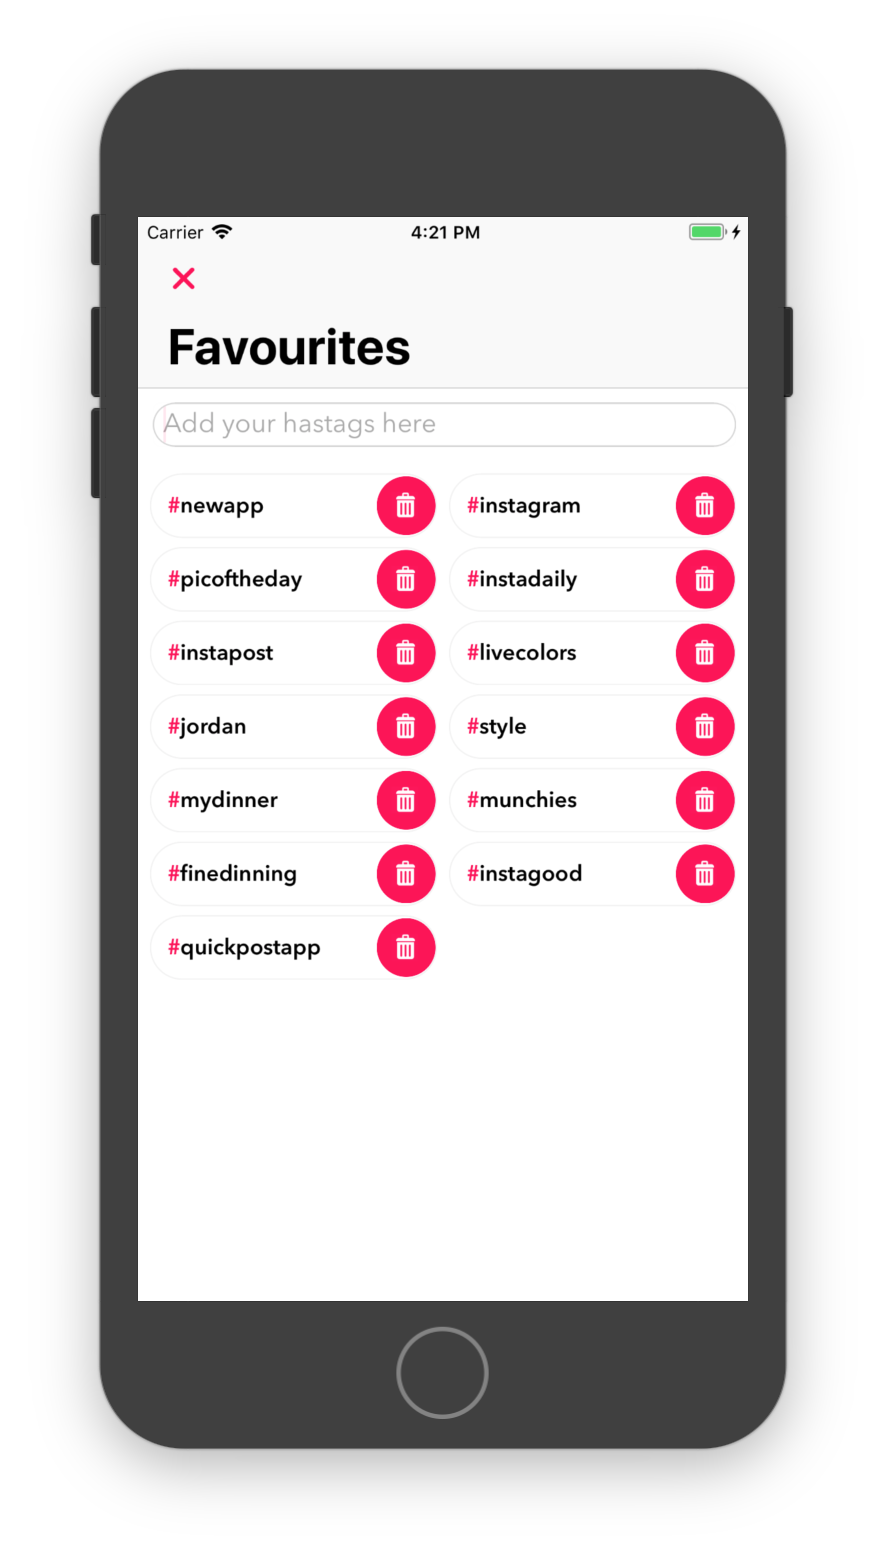 Carrier 4:21 PM
Favourites
Add your hastags here
#newapp #instagram
#picoftheday #instadaily
#instapost #livecolors
#jordan #style
#mydinner #munchies
#finedinning #instagood
#quickpostapp